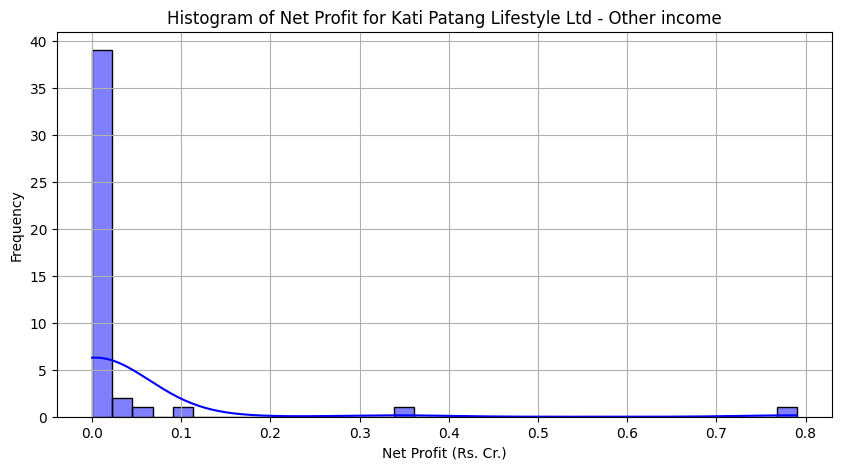 Histogram of Net Profit for Kati Patang Lifestyle Ltd - Other income
40
35
30
25
20
15
10
5
0
Frequency
0.0 0.1 0.2 0.3 0.4 0.5 0.6 0.7 0.8
Net Profit (Rs. Cr.)